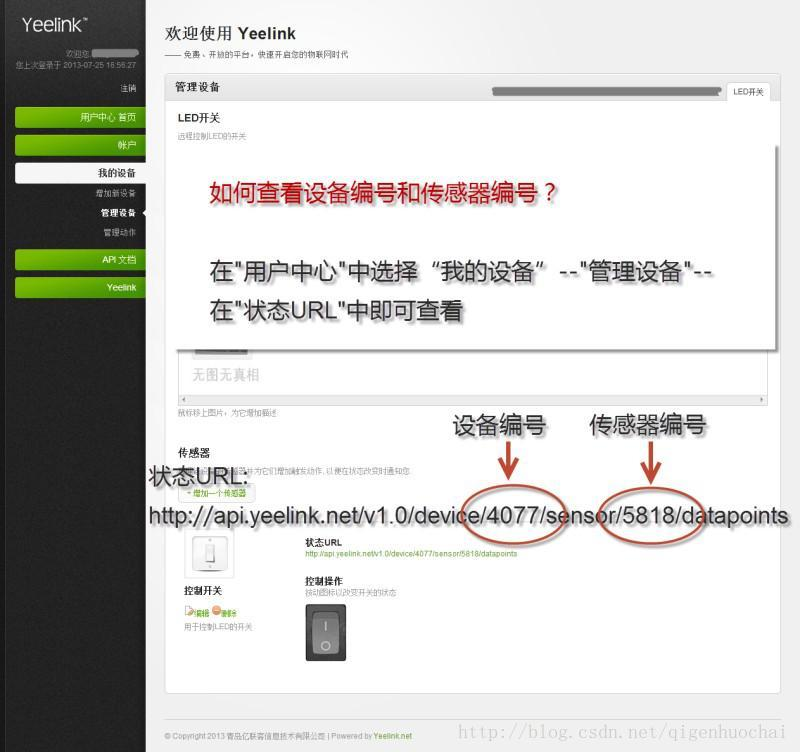 Yeelink™
欢迎您
您上次登录于 2013-07-25 16:56:27
注销
用户中心 首页
帐户
我的设备
增加新设备
管理设备
管理动作
API 文档
Yeelink
欢迎使用 Yeelink
—— 免费、开放的平台，快速开启您的物联网时代
管理设备
LED开关
LED开关
远程控制LED的开关
如何查看设备编号和传感器编号？
在"用户中心"中选择“我的设备”--"管理设备"--
在"状态URL"中即可查看
无图无真相
鼠标移上图片，为它增加描述
设备编号 传感器编号
传感器
并为它们增加触发动作,以便在状态改变时通知您.
状态URL:
+ 增加一个传感器
http://api.yeelink.net/v1.0/device/4077/sensor/5818/datapoints
状态URL
http://api.yeelink.net/v1.0/device/4077/sensor/5818/datapoints
控制开关
编辑 删除
用于控制LED的开关
控制操作
按动图标以改变开关的状态
© Copyright 2013 青岛亿联客信息技术有限公司 | Powered by Yeelink.net
http://blog.csdn.net/qigenhuochai